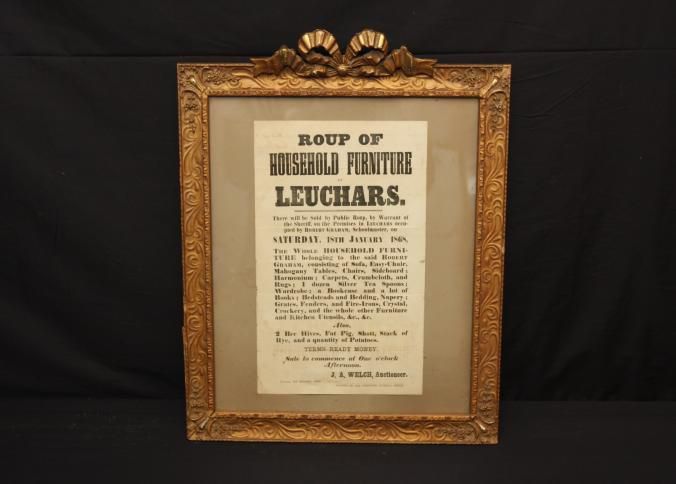 ROUP OF
HOUSEHOLD FURNITURE
AT
LEUCHARS.
There will be Sold by Public Roup, by Warrant of
the Sheriff, on the Premises in LEUCHARS occu-
pied by ROBERT GRAHAM, Schoolmaster, on
SATURDAY, 18TH JANUARY 1868,
THE WHOLE HOUSEHOLD FURNI-
TURE belonging to the said ROBERT
GRAHAM, consisting of Sofa, Easy-Chair,
Mahogany Tables, Chairs, Sideboard;
Harmonium; Carpets, Crumbcloth, and
Rugs; 1 dozen Silver Tea Spoons;
Wardrobe; a Bookcase and a lot of
Books; Bedsteads and Bedding, Napery;
Grates, Fenders, and Fire-Irons, Crystal,
Crockery, and the whole other Furniture
and Kitchen Utensils, &c., &c.
Also,
2 Bee Hives, Fat Pig, Shott, Stack of
Rye, and a quantity of Potatoes.
TERMS READY MONEY.
Sale to commence at One o'clock
Afternoon.
J. A. WELCH, Auctioneer.